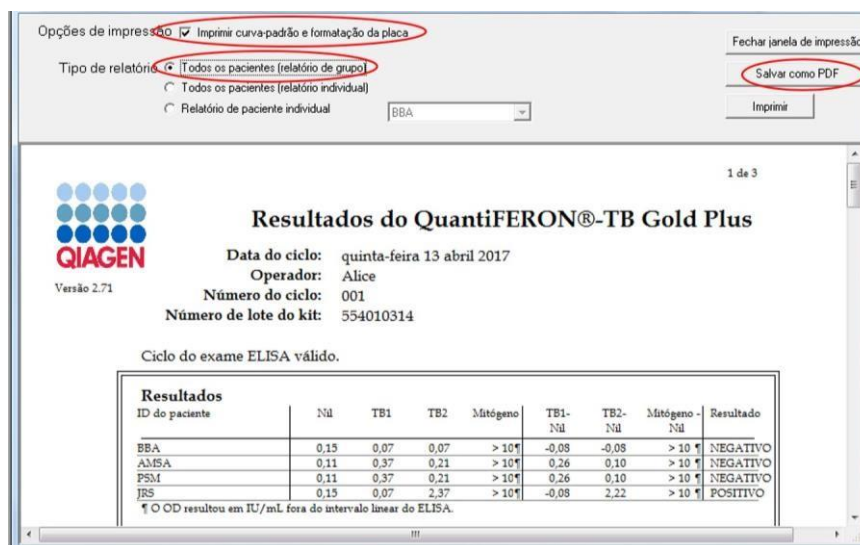 Opções de impressão Imprimir curva-padrão e formatação da placa
Fechar janela de impressão
Tipo de relatório Todos os pacientes (relatório de grupo)
Salvar como PDF
Todos os pacientes (relatório individual)
Relatório de paciente individual BBA
Imprimir
1 de 3
QIAGEN
Versão 2.71
Resultados do QuantiFERON®-TB Gold Plus
Data do ciclo: quinta-feira 13 abril 2017
Operador: Alice
Número do ciclo: 001
Número de lote do kit: 554010314
Ciclo do exame ELISA válido.
Resultados
ID do paciente Nil TB1 TB2 Mitógeno TB1-Nil TB2-Nil Mitógeno - Nil Resultado
BBA 0,15 0,07 0,07 > 10¶ -0,08 -0,08 > 10 ¶ NEGATIVO
AMSA 0,11 0,37 0,21 > 10¶ 0,26 0,10 > 10 ¶ NEGATIVO
PSM 0,11 0,37 0,21 > 10¶ 0,26 0,10 > 10 ¶ NEGATIVO
JRS 0,15 0,07 2,37 > 10¶ -0,08 2,22 > 10 ¶ POSITIVO
¶ O OD resultou em IU/mL fora do intervalo linear do ELISA.